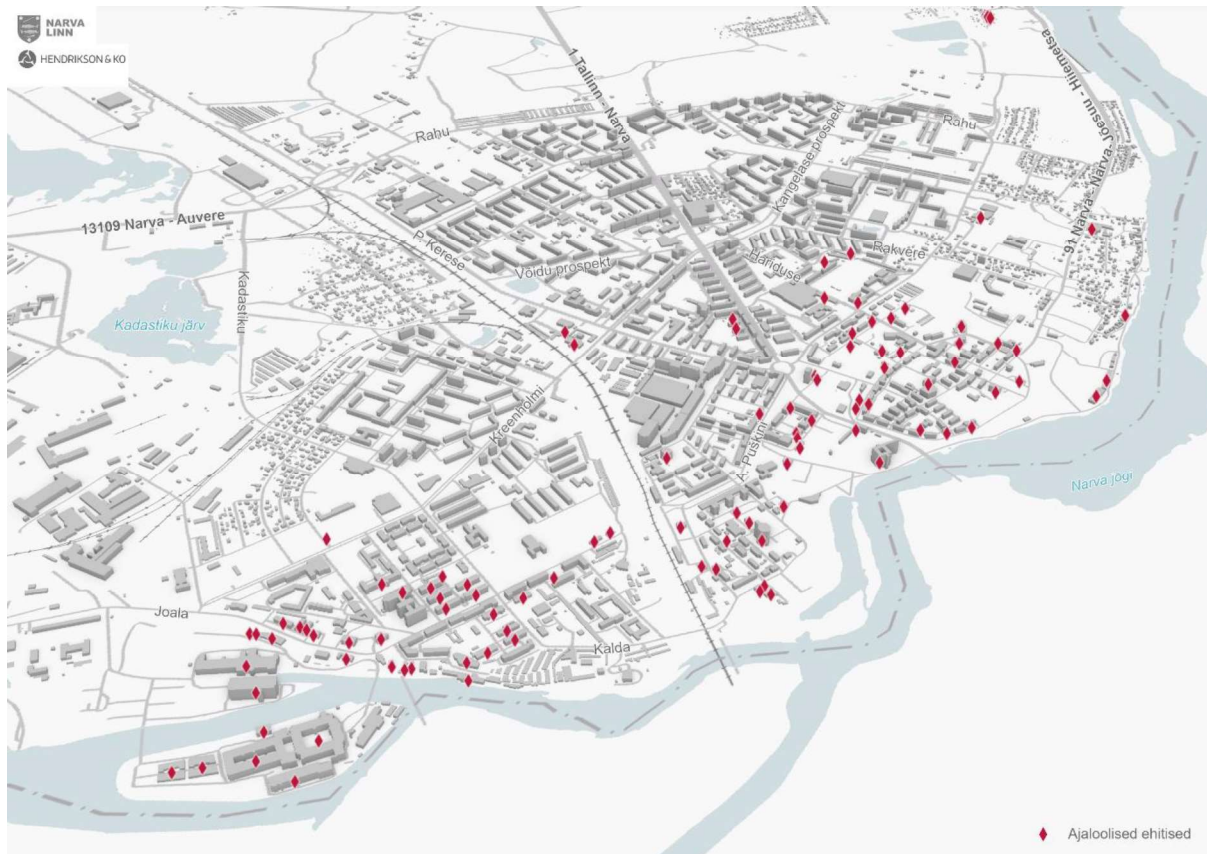 NARVA
LINN
HENDRIKSON & KO
1 Tallinn - Narva
91 Narva - Narva-Jõesuu - Hiiemetsa
Rahu
Rahu
Kangelase prospekt
13109 Narva - Auvere
P. Kerese
Rakvere
Hariduse
Võidu prospekt
Kadastiku
Kadastiku järv
Kreenholmi
A. Puškini
Narva jõgi
Joala
Kalda
Ajaloolised ehitised